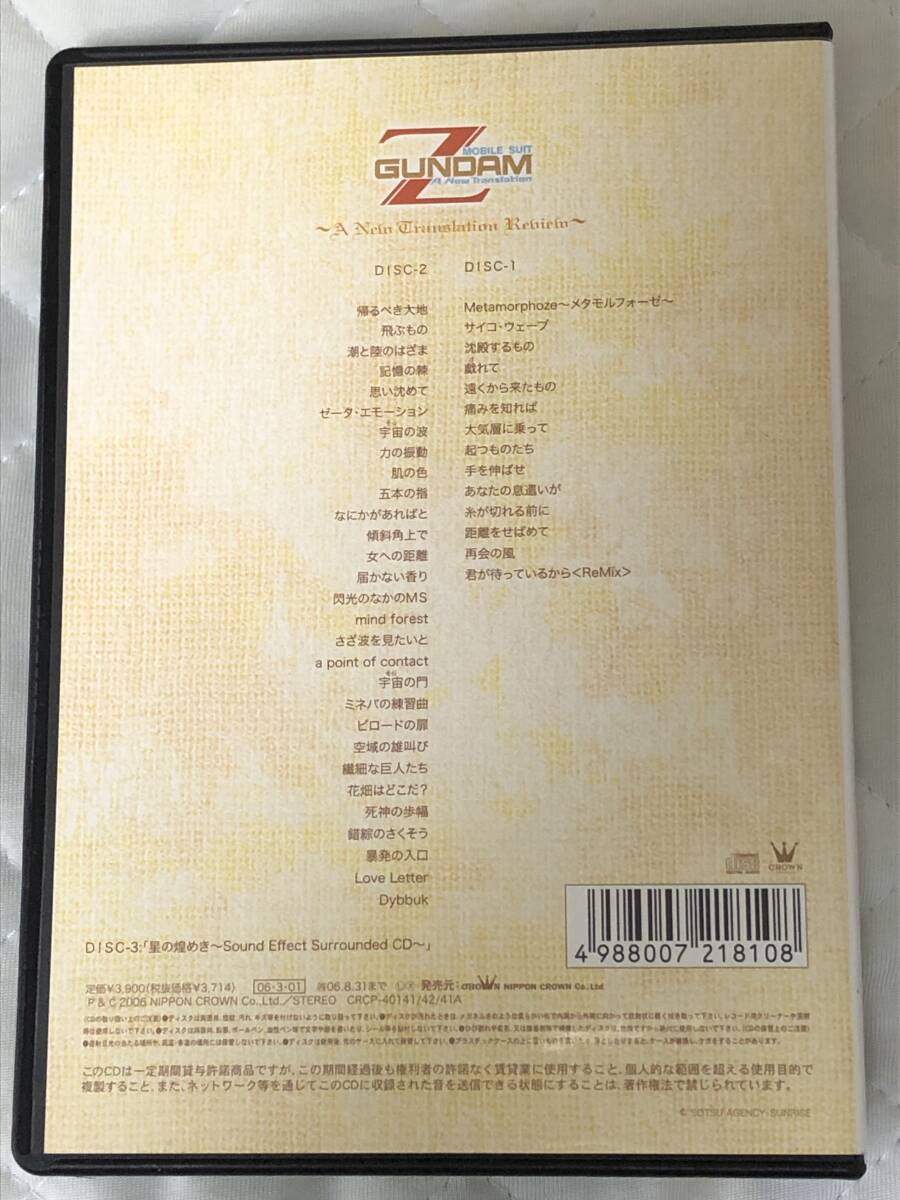 MOBILE SUIT
Z GUNDAM
A New Translation
～A New Translation Review～
DISC-2
帰るべき大地
飛ぶもの
潮と陸のはざま
記憶の棘
思い沈めて
ゼータ・エモーション
宇宙の波
力の振動
肌の色
五本の指
なにかがあればと
傾斜角上で
女への距離
届かない香り
閃光のなかのMS
mind forest
さざ波を見たいと
a point of contact
宇宙の門
ミネバの練習曲
ビロードの扉
空域の雄叫び
繊細な巨人たち
花畑はどこだ?
死神の歩幅
錯綜のさくそう
暴発の入口
Love Letter
Dybbuk
DISC-1
Metamorphoze～メタモルフォーゼ～
サイコ・ウェーブ
沈殿するもの
戯れて
遠くから来たもの
痛みを知れば
大気層に乗って
起つものたち
手を伸ばせ
あなたの息遣いが
糸が切れる前に
距離をせばめて
再会の風
君が待っているから<ReMix>
DISC-3:「星の煌めき～Sound Effect Surrounded CD～」
CROWN
4 988007 218108
定価¥3,900(税抜価格¥3,714) 06・3・01 再06.8.31まで 発売元: CROWN NIPPON CROWN Co.,Ltd
P & C 2006 NIPPON CROWN Co.,Ltd./STEREO CRCP-40141/42/41A
このCDは一定期間貸与許諾商品ですが、この期間経過後も権利者の許諾なく賃貸業に使用すること、個人的な範囲を超える使用目的で
複製すること、また、ネットワーク等を通じてこのCDに収録された音を送信できる状態にすることは、著作権法で禁じられています。
© SOTSU AGENCY・SUNRISE